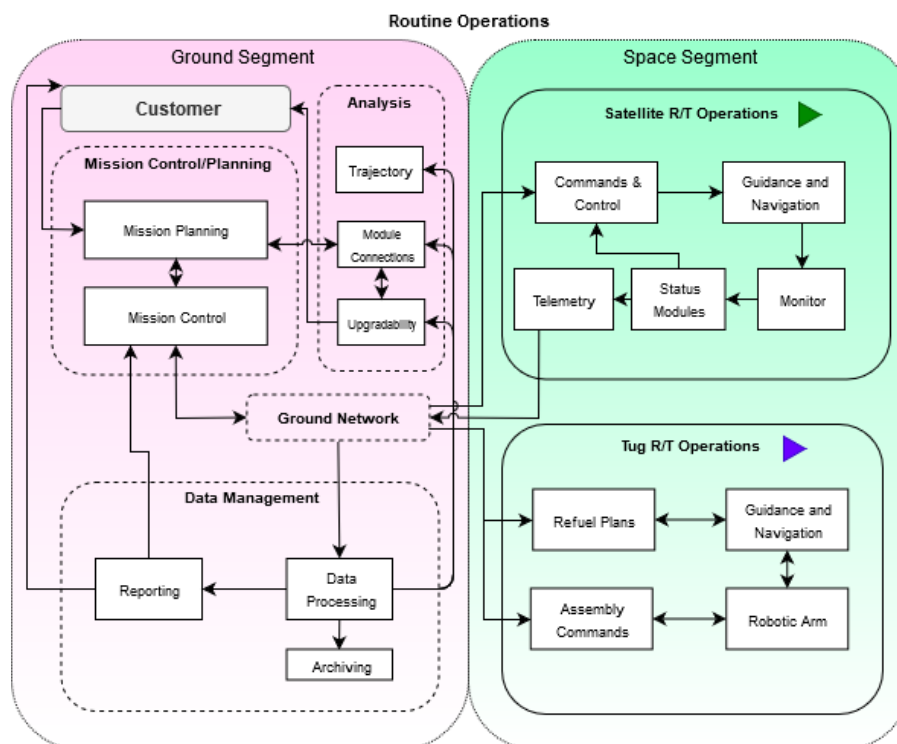 Routine Operations
Ground Segment
Customer
Analysis
Mission Control/Planning
Trajectory
Mission Planning
Module
Connections
Mission Control
Upgradability
Ground Network
Data Management
Reporting
Data
Processing
Archiving
Space Segment
Satellite R/T Operations
Commands &
Control
Guidance and
Navigation
Telemetry
Status
Modules
Monitor
Tug R/T Operations
Refuel Plans
Guidance and
Navigation
Assembly
Commands
Robotic Arm